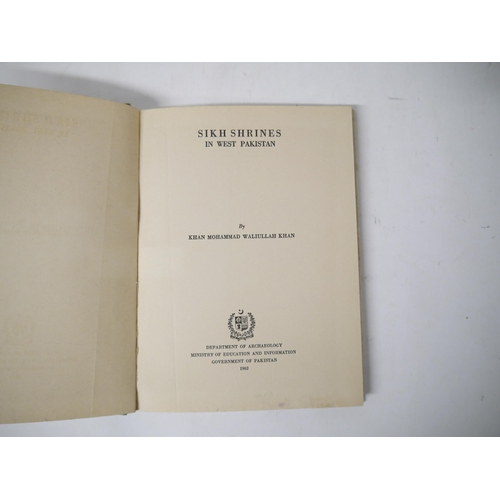 SIKH SHRINES
IN WEST PAKISTAN
By
KHAN MOHAMMAD WALIULLAH KHAN
DEPARTMENT OF ARCHAEOLOGY
MINISTRY OF EDUCATION AND INFORMATION
GOVERNMENT OF PAKISTAN
1962